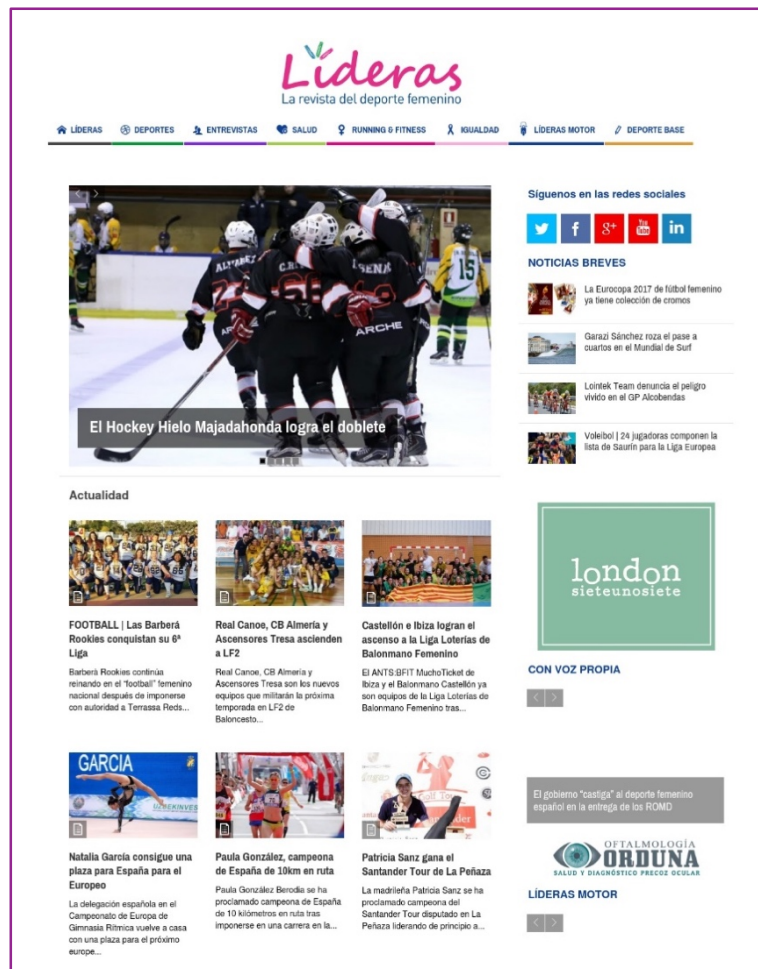 Líderas
La revista del deporte femenino
LÍDERAS DEPORTES ENTREVISTAS SALUD RUNNING & FITNESS IGUALDAD LÍDERAS MOTOR DEPORTE BASE
ALVAREZ
ARCHE
15
El Hockey Hielo Majadahonda logra el doblete
Síguenos en las redes sociales
g+ You Tube in
NOTICIAS BREVES
La Eurocopa 2017 de fútbol femenino
ya tiene colección de cromos
Garazi Sánchez roza el pase a
cuartos en el Mundial de Surf
Lointek Team denuncia el peligro
vivido en el GP Alcobendas
Voleibol | 24 jugadoras componen la
lista de Saurín para la Liga Europea
Actualidad
FOOTBALL | Las Barberá
Rookies conquistan su 6ª
Liga
Barberà Rookies continúa
reinando en el "football" femenino
nacional después de imponerse
con autoridad a Terrassa Reds...
Real Canoe, CB Almería y
Ascensores Tresa ascienden
a LF2
Real Canoe, CB Almería y
Ascensores Tresa son los nuevos
equipos que militarán la próxima
temporada en LF2 de
Baloncesto...
Castellón e Ibiza logran el
ascenso a la Liga Loterías de
Balonmano Femenino
El ANTS:BFIT MuchoTicket de
Ibiza y el Balonmano Castellón ya
son equipos de la Liga Loterías de
Balonmano Femenino tras...
london
sieteunosiete
CON VOZ PROPIA
GARCIA
UZBEKINVES
Natalia García consigue una
plaza para España para el
Europeo
La delegación española en el
Campeonato de Europa de
Gimnasia Rítmica vuelve a casa
con una plaza para el próximo
europe...
Paula González, campeona
de España de 10km en ruta
Paula González Berodia se ha
proclamado campeona de España
de 10 kilómetros en ruta tras
imponerse en una carrera en la...
Patricia Sanz gana el
Santander Tour de La Peñaza
La madrileña Patricia Sanz se ha
proclamado campeona del
Santander Tour disputado en La
Peñaza liderando de principio a...
El gobierno "castiga" al deporte femenino
español en la entrega de los ROMD
OFTALMOLOGÍA
ORDUNA
SALUD Y DIAGNÓSTICO PRECOZ OCULAR
LÍDERAS MOTOR